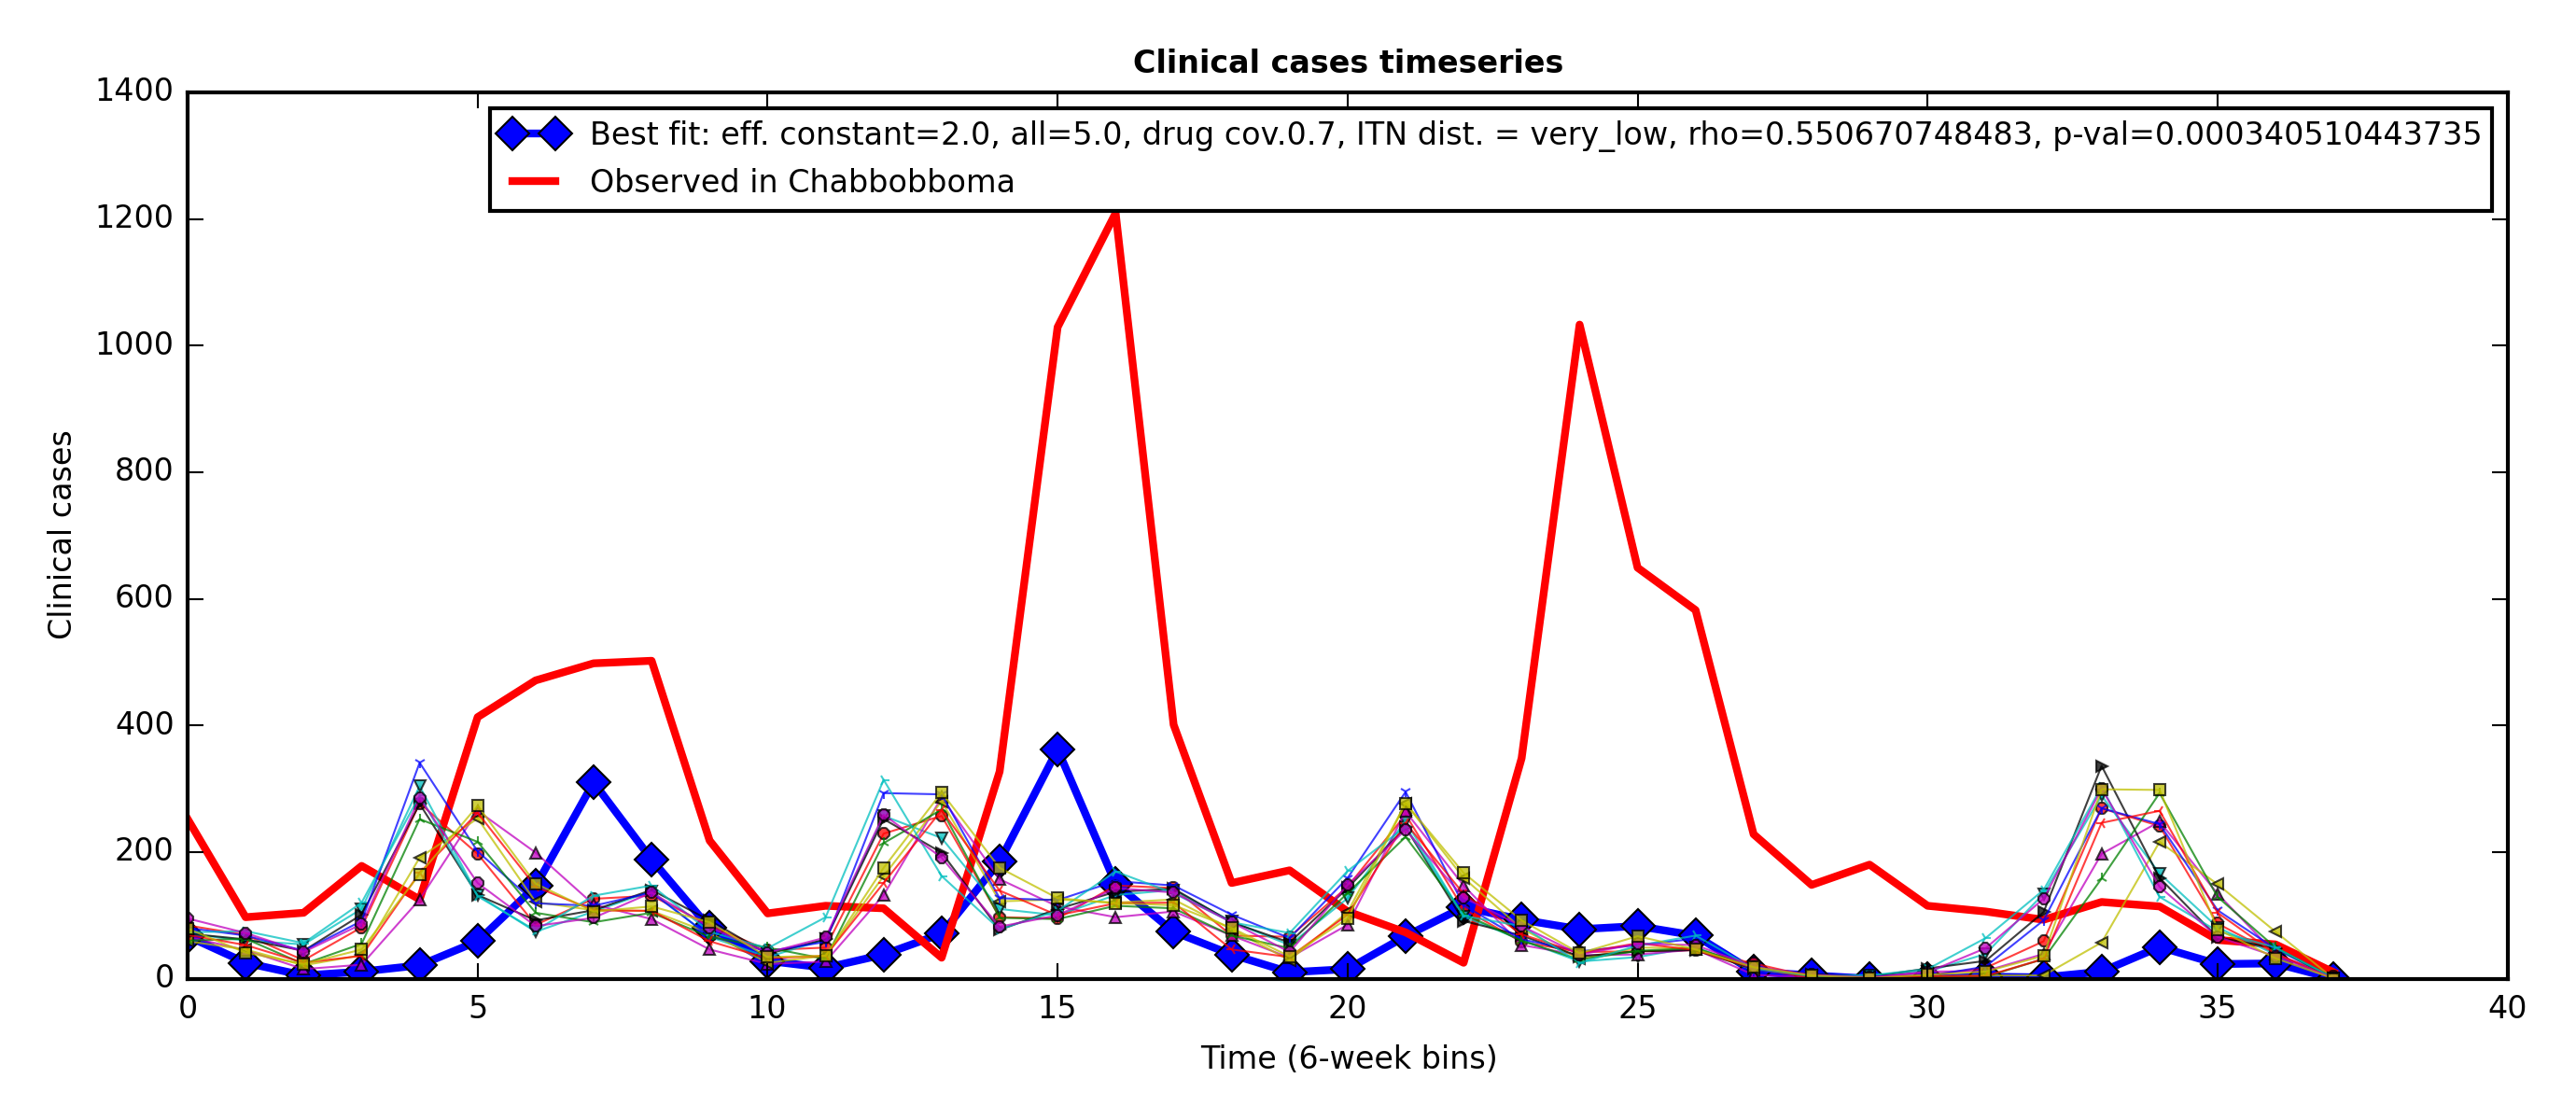 Clinical cases timeseries
1400
1200
1000
800
600
400
200
0
Clinical cases
Best fit: eff. constant=2.0, all=5.0, drug cov.0.7, ITN dist. = very_low, rho=0.550670748483, p-val=0.000340510443735
Observed in Chabbobboma
0 5 10 15 20 25 30 35 40
Time (6-week bins)